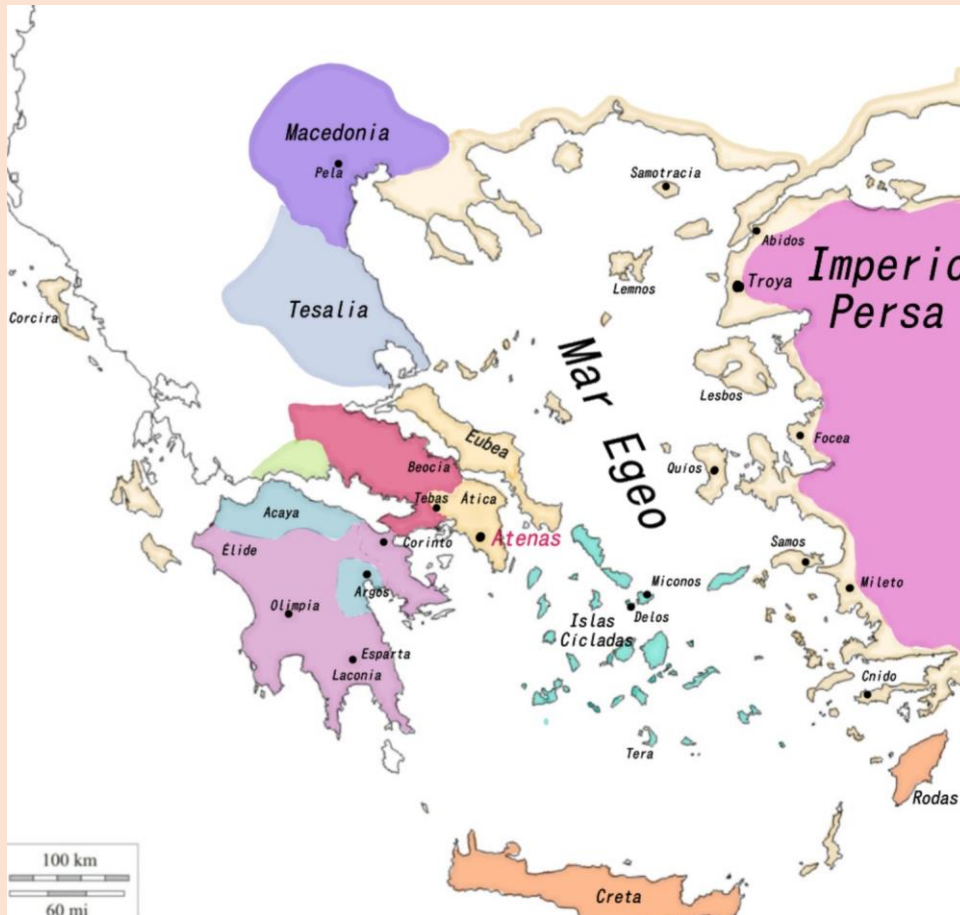 Macedonia
Pela
Samotracia
Abidos
Imperio
Persa
Troya
Lemnos
Tesalia
Corcira
Mar Egeo
Lesbos
Focea
Eubea
Beocia
Quios
Tebas
Ática
Acaya
Atenas
Corinto
Élide
Samos
Miconos
Mileto
Argos
Olimpia
Delos
Islas
Cícladas
Esparta
Laconia
Cnido
Tera
Rodas
100 km
60 mi
Creta